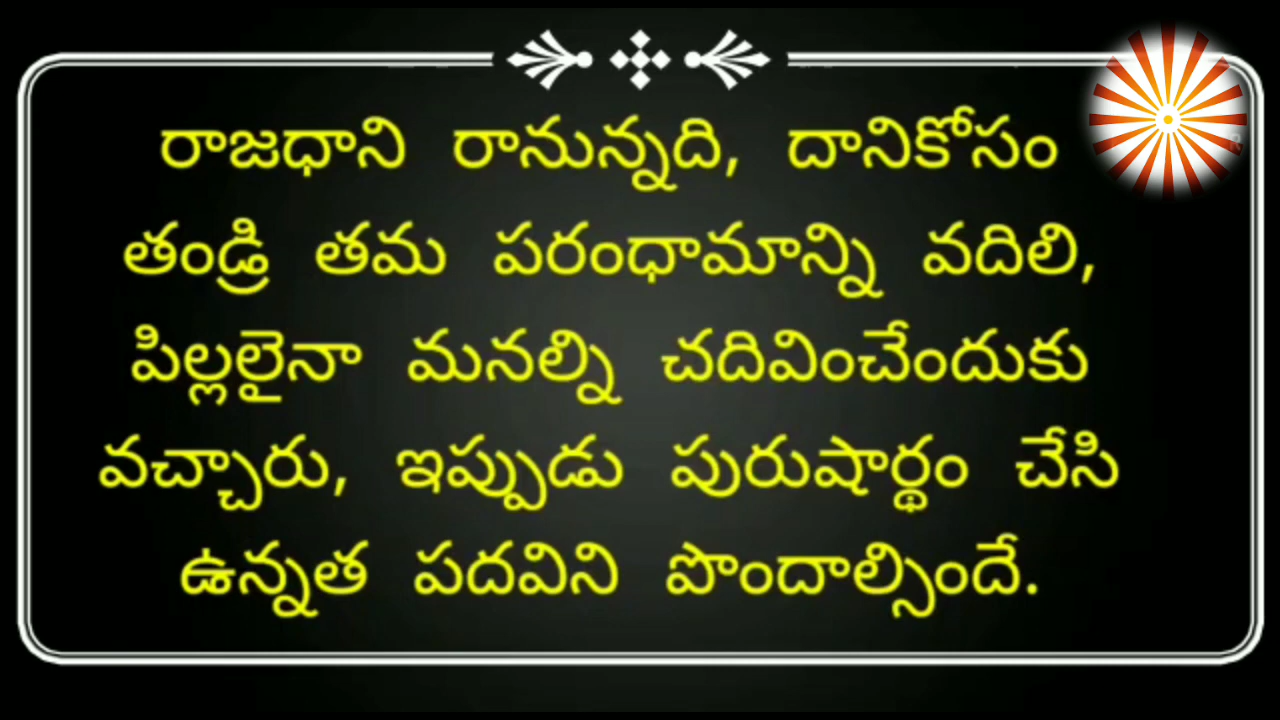 రాజధాని రానున్నది, దానికోసం
తండ్రి తమ పరంధామాన్ని వదిలి,
పిల్లలైనా మనల్ని చదివించేందుకు
వచ్చారు, ఇప్పుడు పురుషార్థం చేసి
ఉన్నత పదవిని పొందాల్సిందే.